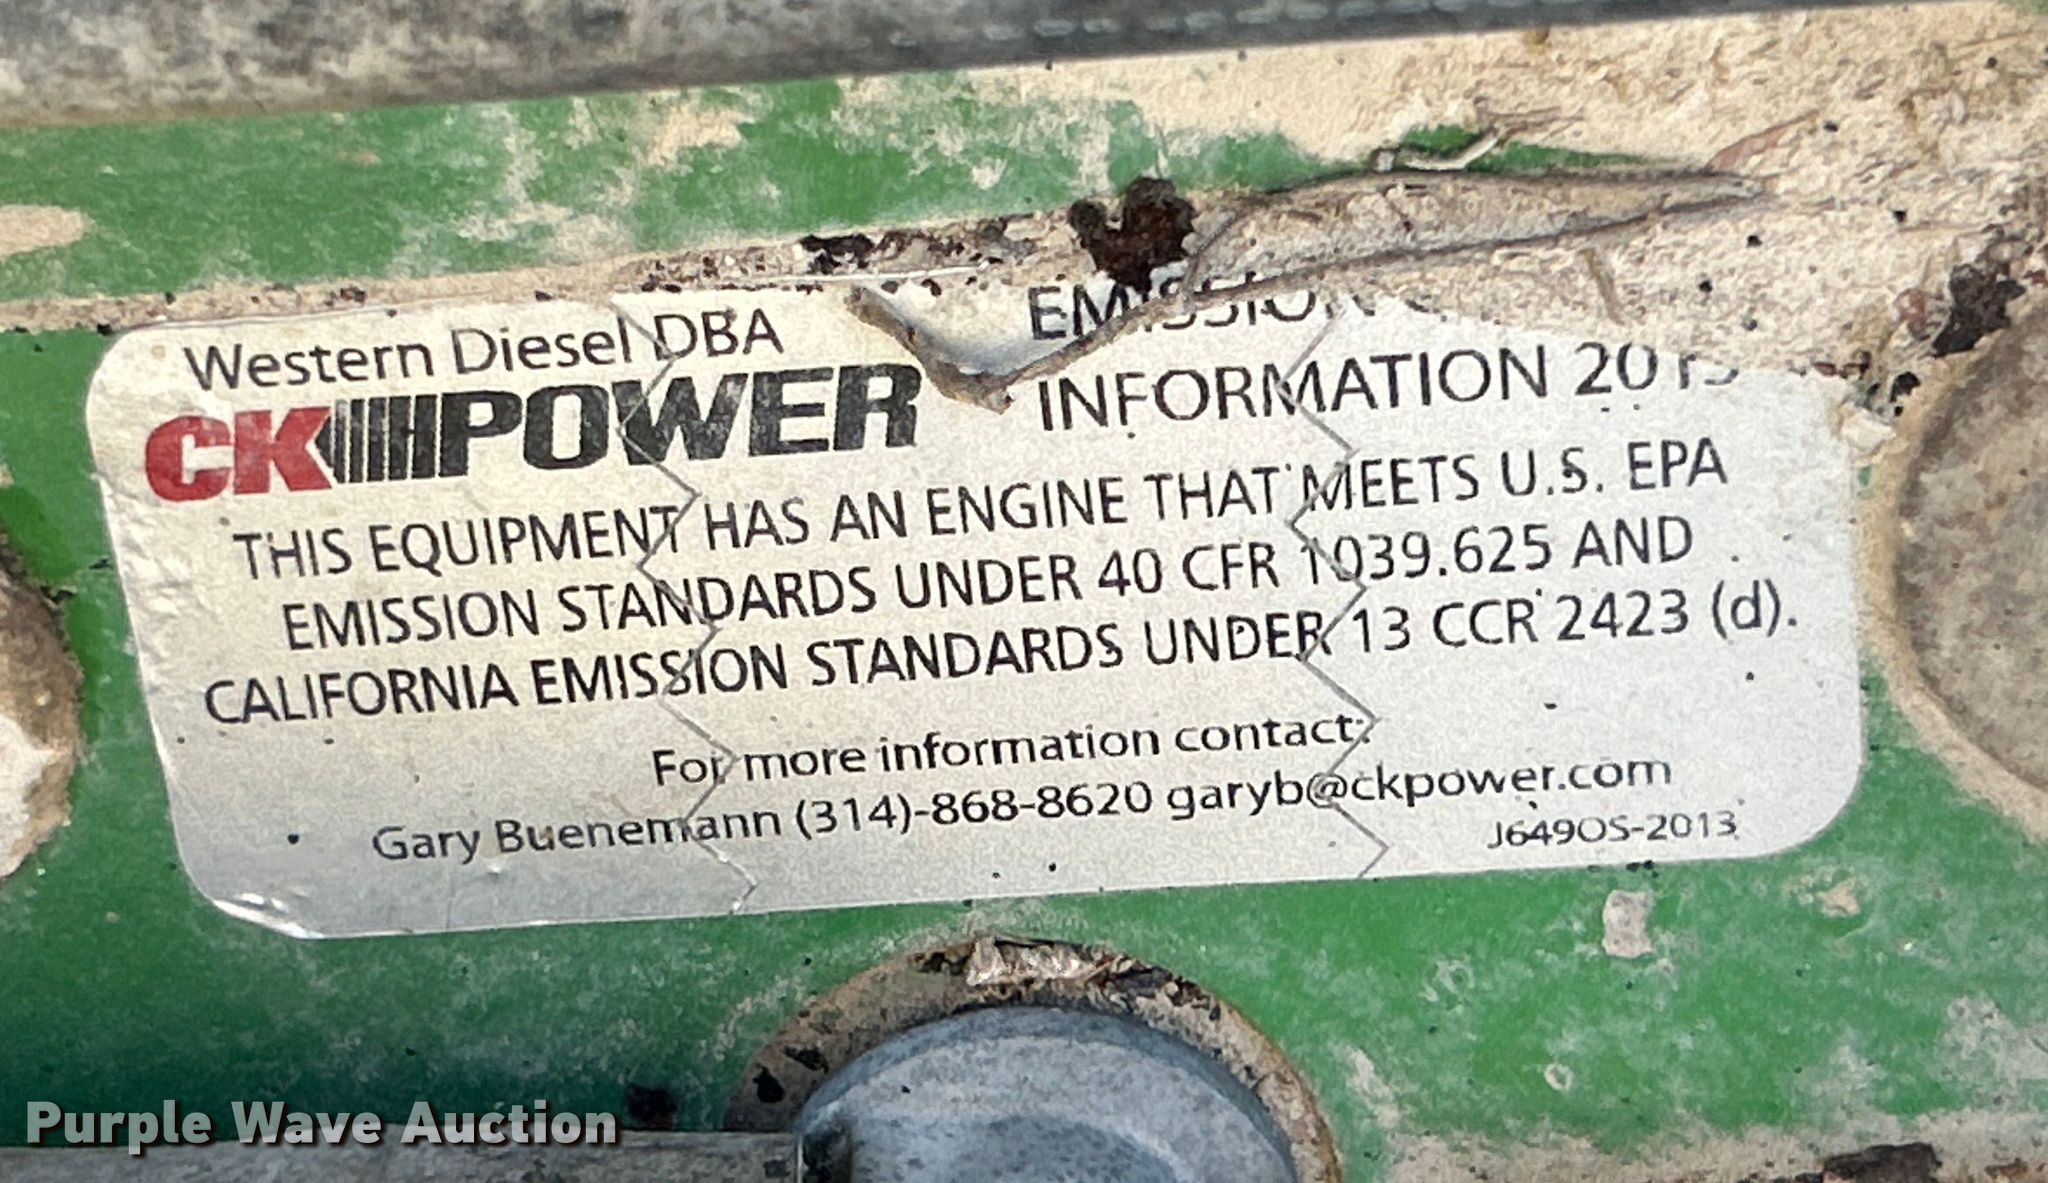 Western Diesel DBA
CK POWER
EMISSION
INFORMATION 2013
THIS EQUIPMENT HAS AN ENGINE THAT MEETS U.S. EPA
EMISSION STANDARDS UNDER 40 CFR 1039.625 AND
CALIFORNIA EMISSION STANDARDS UNDER 13 CCR 2423 (d).
For more information contact:
Gary Buenemann (314)-868-8620 garyb@ckpower.com
J649OS-2013
Purple Wave Auction